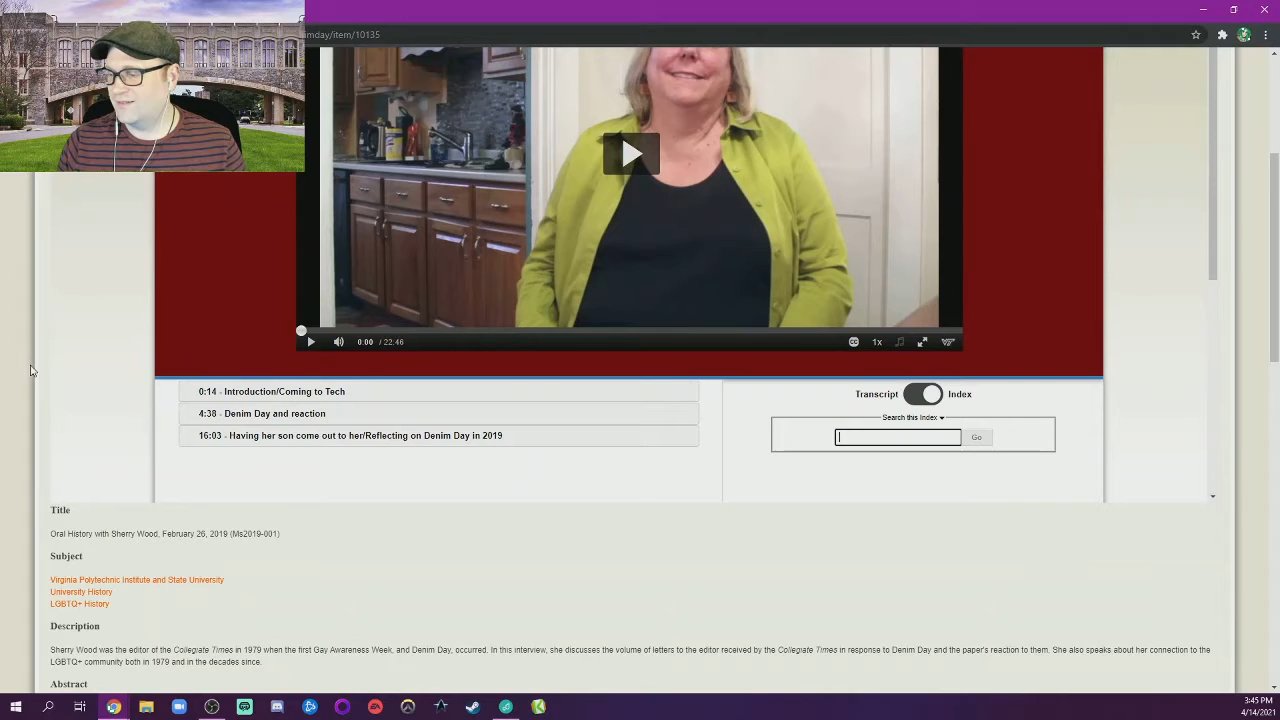 amday/item/10135
0:00 / 22:46
CC
1x
0:14 - Introduction/Coming to Tech
4:38 - Denim Day and reaction
16:03 - Having her son come out to her/Reflecting on Denim Day in 2019
Transcript Index
Search this Index
Go
Title
Oral History with Sherry Wood, February 26, 2019 (Ms2019-001)
Subject
Virginia Polytechnic Institute and State University
University History
LGBTQ+ History
Description
Sherry Wood was the editor of the Collegiate Times in 1979 when the first Gay Awareness Week, and Denim Day, occurred. In this interview, she discusses the volume of letters to the editor received by the Collegiate Times in response to Denim Day and the paper's reaction to them. She also speaks about her connection to the
LGBTQ+ community both in 1979 and in the decades since.
Abstract
3:45 PM
4/14/2021